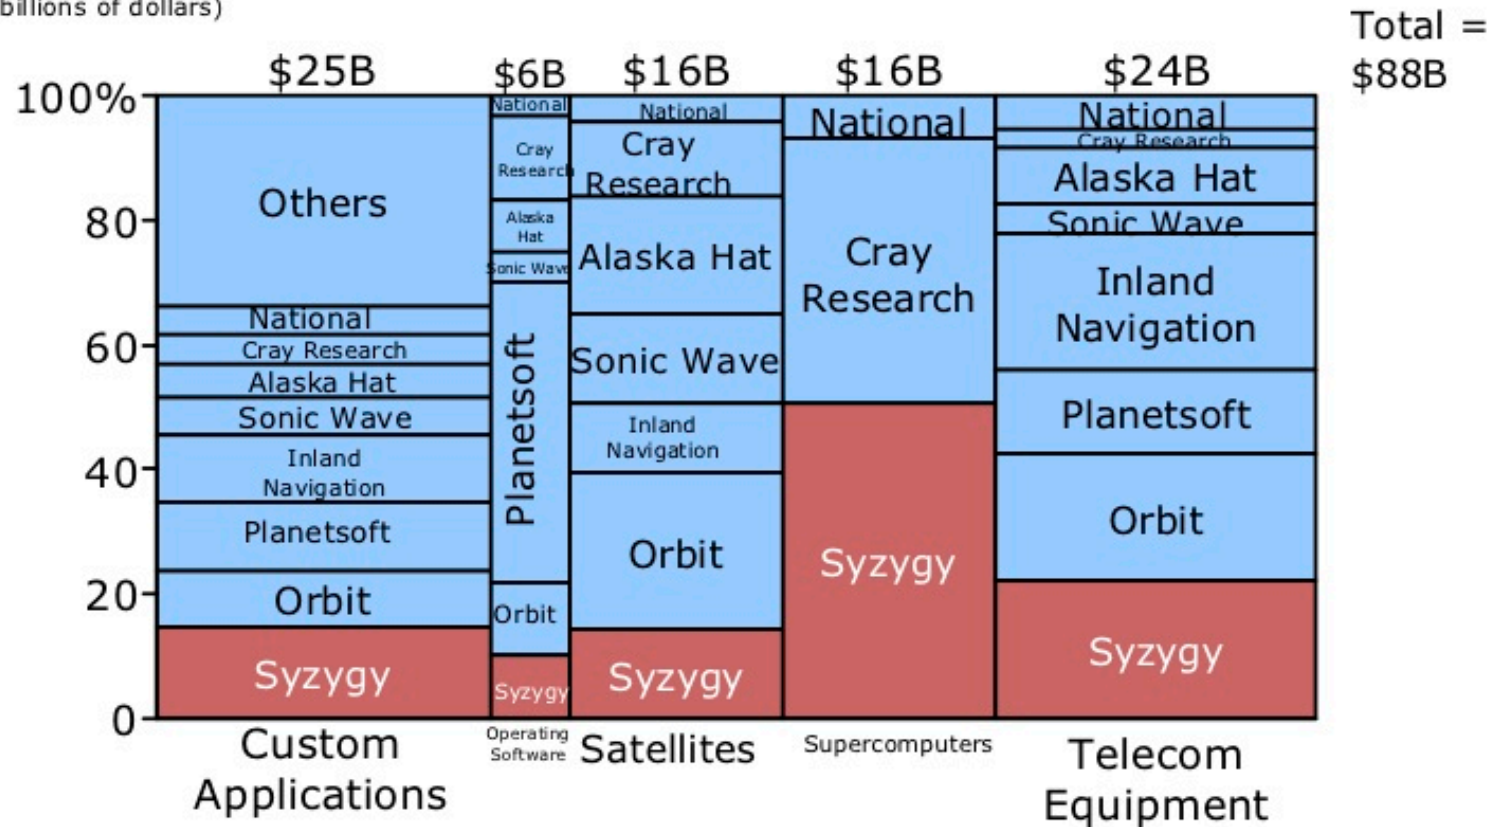 billions of dollars)
Total =
$88B
$25B
$6B
$16B
$16B
$24B
100%
80
60
40
20
0
Others
National
Cray Research
Alaska Hat
Sonic Wave
Inland
Navigation
Planetsoft
Orbit
Syzygy
National
Cray
Research
Alaska
Hat
Sonic Wave
Planetsoft
Orbit
Syzygy
National
Cray
Research
Alaska Hat
Sonic Wave
Inland
Navigation
Orbit
Syzygy
National
Cray
Research
Syzygy
National
Cray Research
Alaska Hat
Sonic Wave
Inland
Navigation
Planetsoft
Orbit
Syzygy
Custom
Applications
Operating
Software
Satellites
Supercomputers
Telecom
Equipment